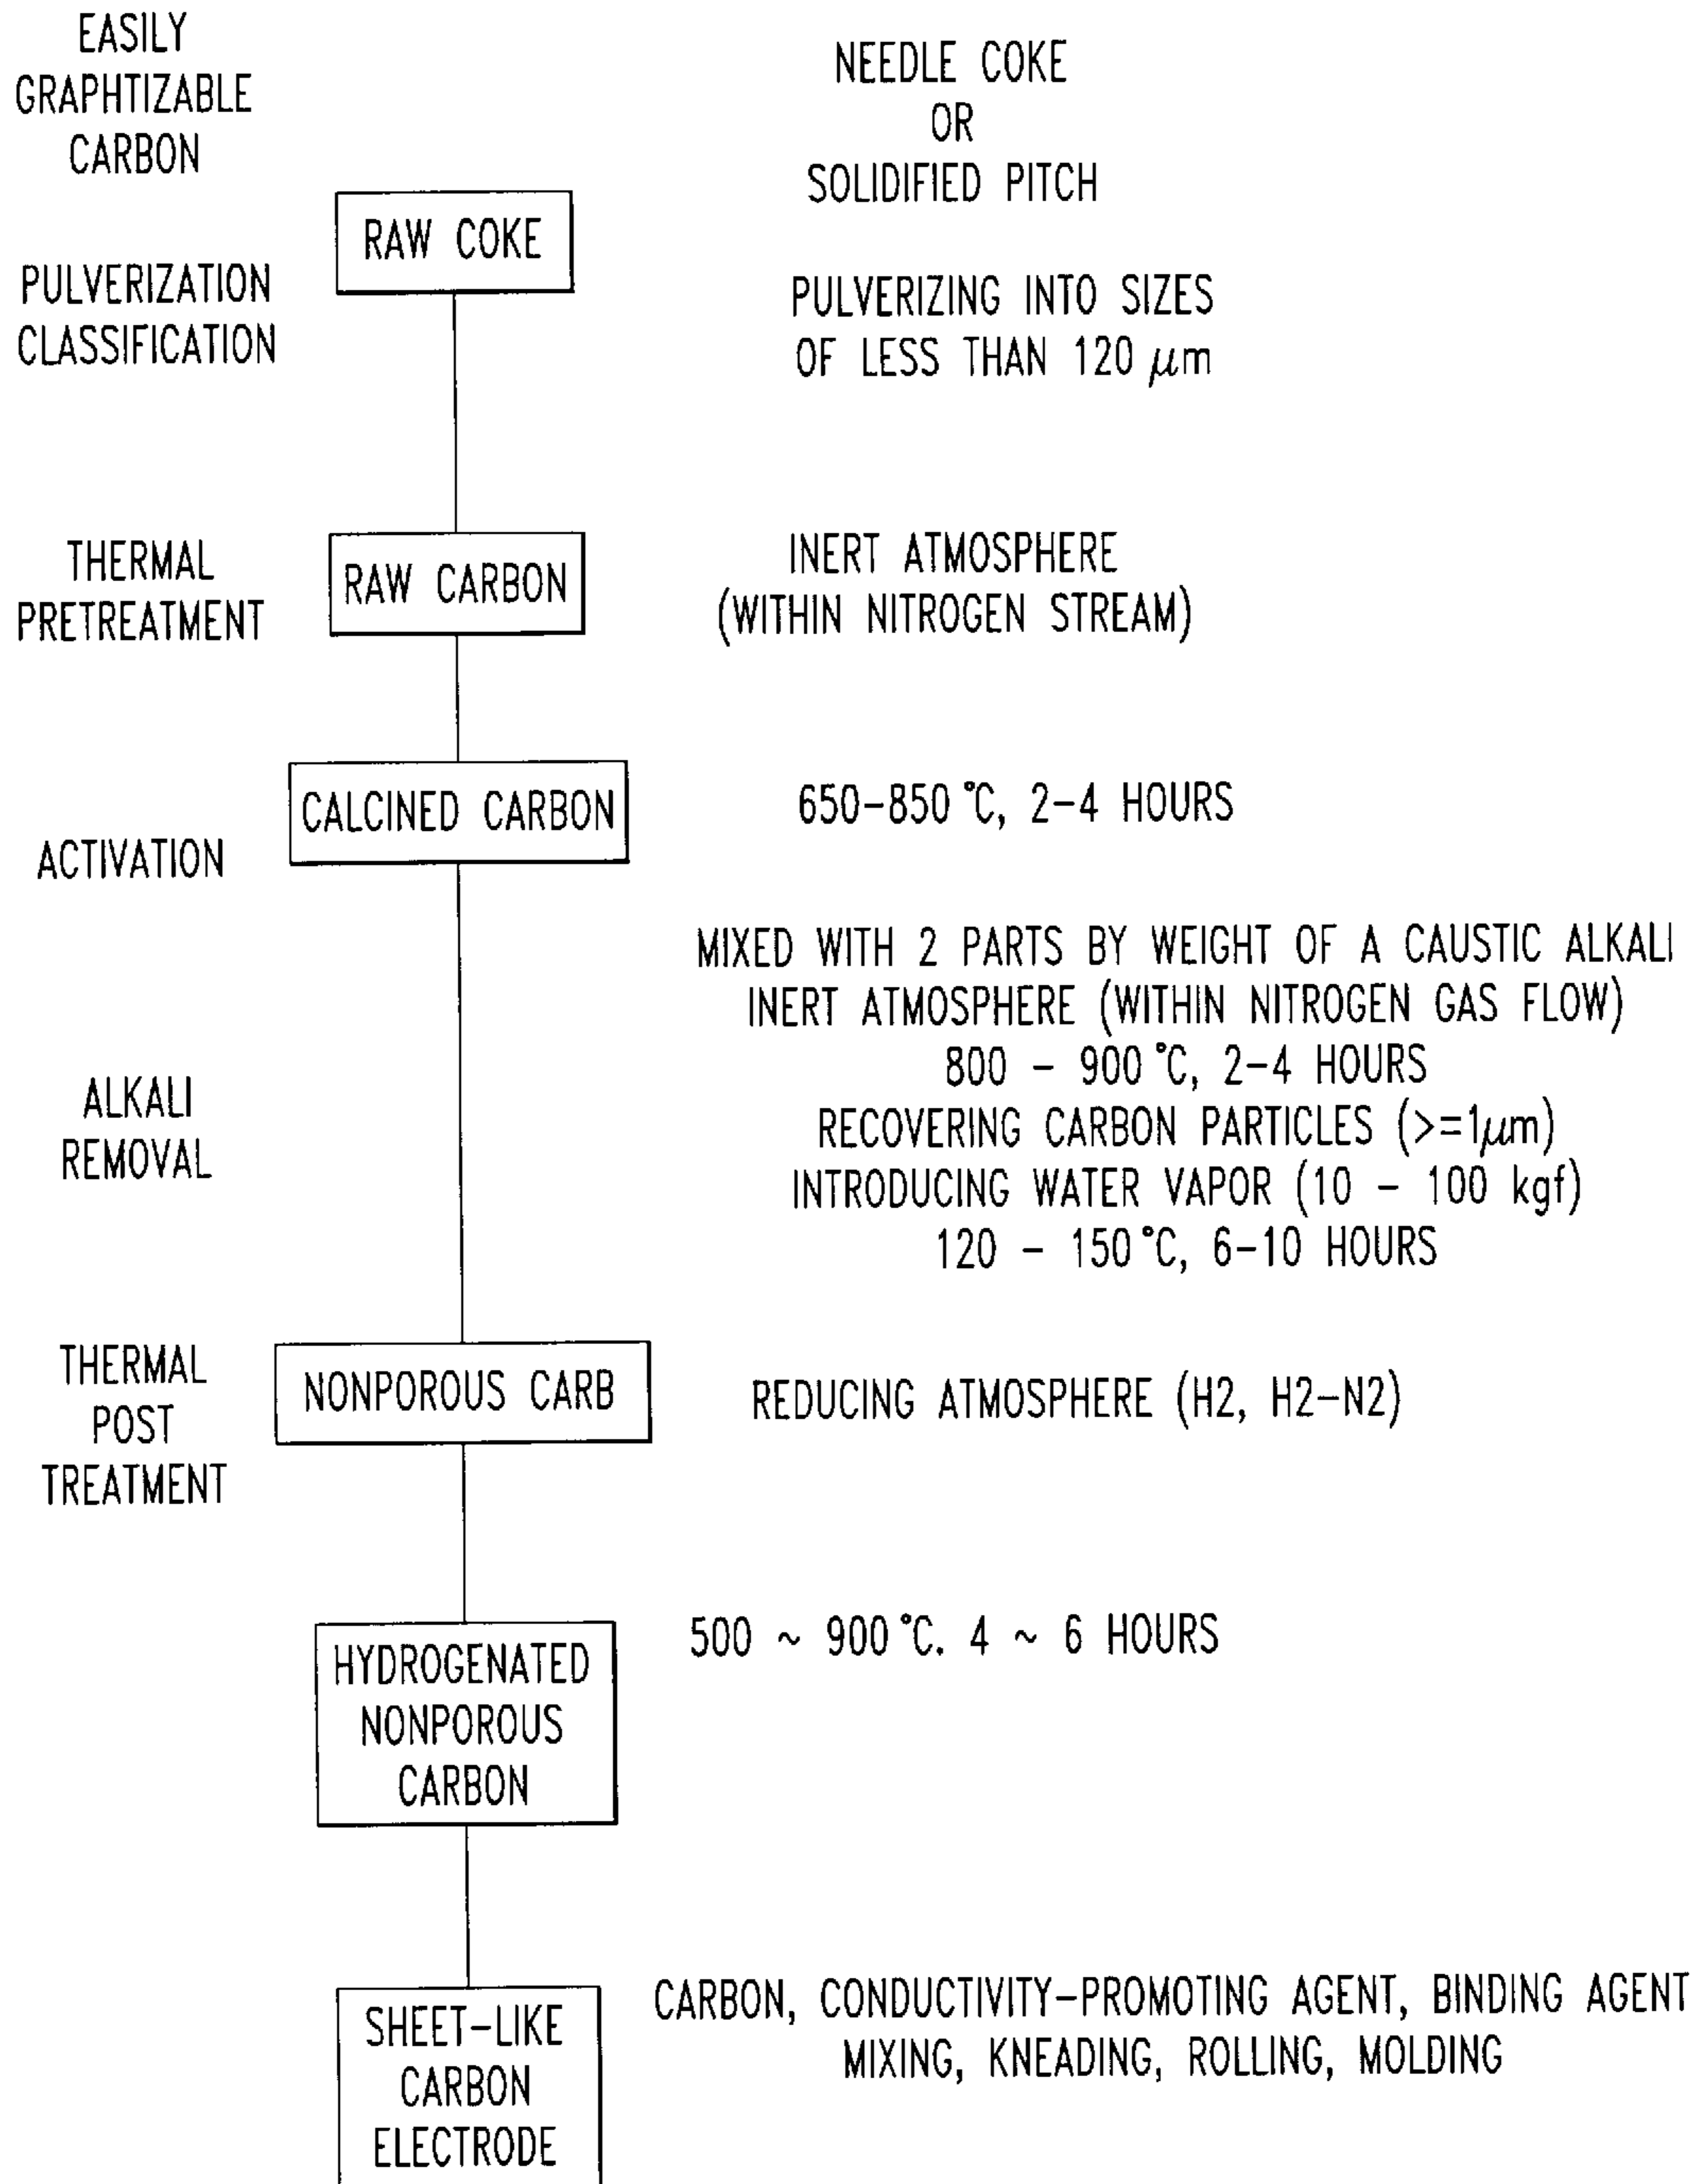 EASILY
GRAPHTIZABLE
CARBON
NEEDLE COKE
OR
SOLIDIFIED PITCH
RAW COKE
PULVERIZATION
CLASSIFICATION
PULVERIZING INTO SIZES
OF LESS THAN 120 μm
THERMAL
PRETREATMENT
RAW CARBON
INERT ATMOSPHERE
(WITHIN NITROGEN STREAM)
CALCINED CARBON
650-850 °C, 2-4 HOURS
ACTIVATION
MIXED WITH 2 PARTS BY WEIGHT OF A CAUSTIC ALKALI
INERT ATMOSPHERE (WITHIN NITROGEN GAS FLOW)
800 - 900 °C, 2-4 HOURS
ALKALI
REMOVAL
RECOVERING CARBON PARTICLES (>=1μm)
INTRODUCING WATER VAPOR (10 - 100 kgf)
120 - 150 °C, 6-10 HOURS
THERMAL
POST
TREATMENT
NONPOROUS CARB
REDUCING ATMOSPHERE (H2, H2-N2)
HYDROGENATED
NONPOROUS
CARBON
500 ~ 900 °C. 4 ~ 6 HOURS
SHEET-LIKE
CARBON
ELECTRODE
CARBON, CONDUCTIVITY-PROMOTING AGENT, BINDING AGENT
MIXING, KNEADING, ROLLING, MOLDING